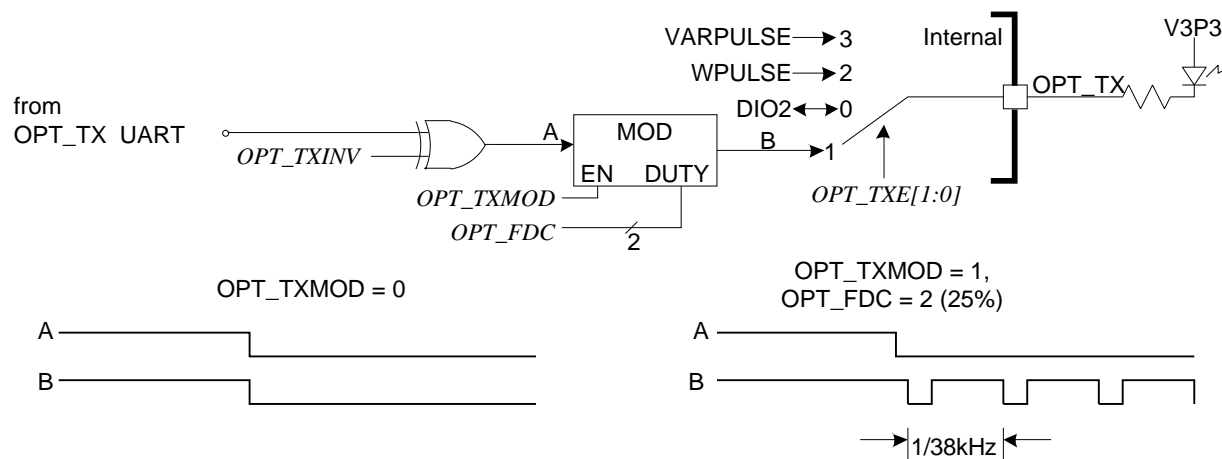 VARPULSE 3
Internal
V3P3
WPULSE 2
OPT_TX
from
OPT_TX UART
DIO2 0
A
MOD
B
1
OPT_TXINV
EN DUTY
OPT_TXMOD
OPT_TXE[1:0]
OPT_FDC
2
OPT_TXMOD = 0
OPT_TXMOD = 1,
OPT_FDC = 2 (25%)
A
B
A
B
1/38kHz